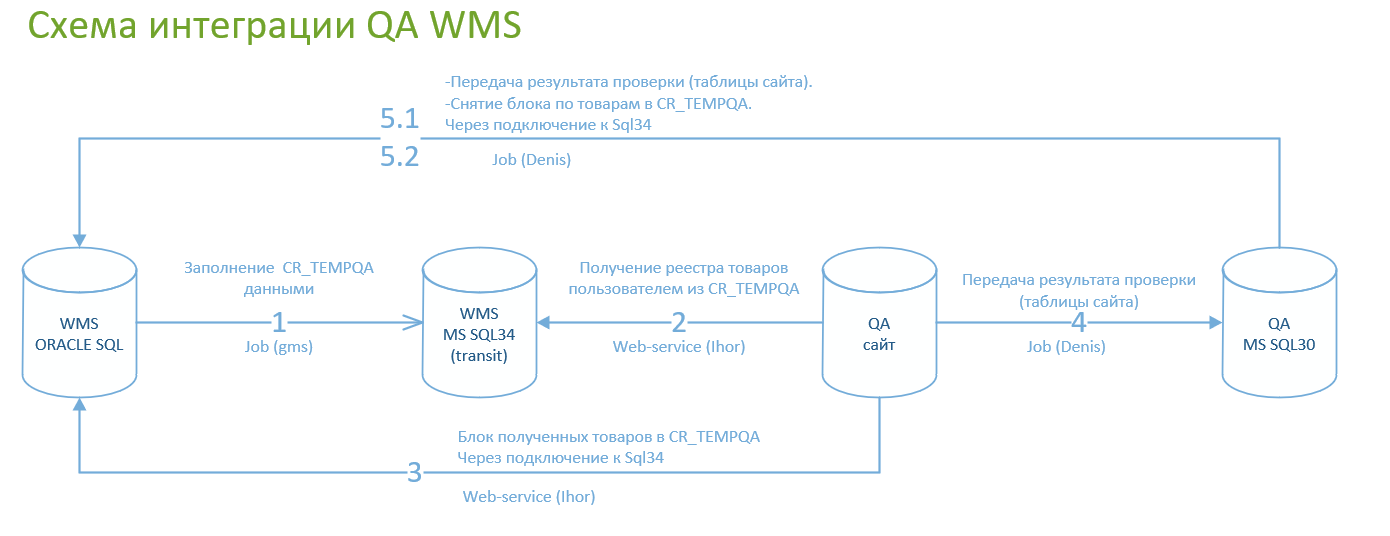 Схема интеграции QA WMS
-Передача результата проверки (таблицы сайта).
-Снятие блока по товарам в CR_TEMPQA.
Через подключение к Sql34
5.1
5.2
Job (Denis)
Заполнение CR_TEMPQA
данными
1
Job (gms)
Получение реестра товаров
пользователем из CR_TEMPQA
2
Web-service (Ihor)
Передача результата проверки
(таблицы сайта)
4
Job (Denis)
WMS
ORACLE SQL
WMS
MS SQL34
(transit)
QA
сайт
QA
MS SQL30
Блок полученных товаров в CR_TEMPQA
Через подключение к Sql34
3
Web-service (Ihor)